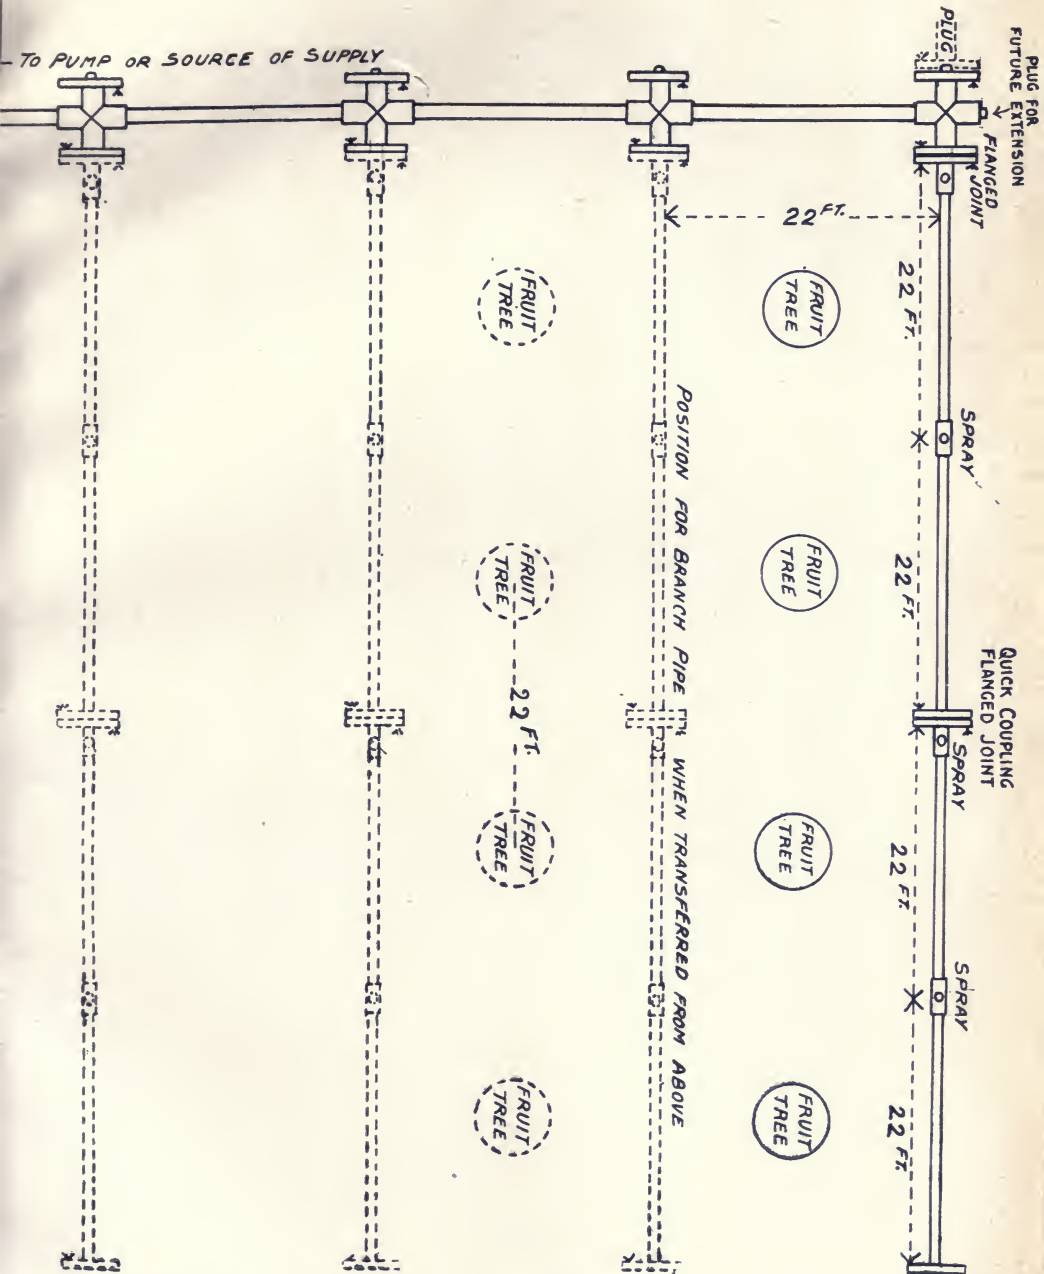 TO PUMP OR SOURCE OF SUPPLY
PLUG
PLUG FOR
FUTURE EXTENSION
FLANGED
JOINT
22 FT.
22 FT.
SPRAY
22 FT.
QUICK COUPLING
FLANGED JOINT
SPRAY
22 FT.
SPRAY
22 FT.
FRUIT
TREE
FRUIT
TREE
FRUIT
TREE
FRUIT
TREE
POSITION FOR BRANCH PIPE WHEN TRANSFERRED FROM ABOVE
FRUIT
TREE
FRUIT
TREE
22 FT.
FRUIT
TREE
FRUIT
TREE